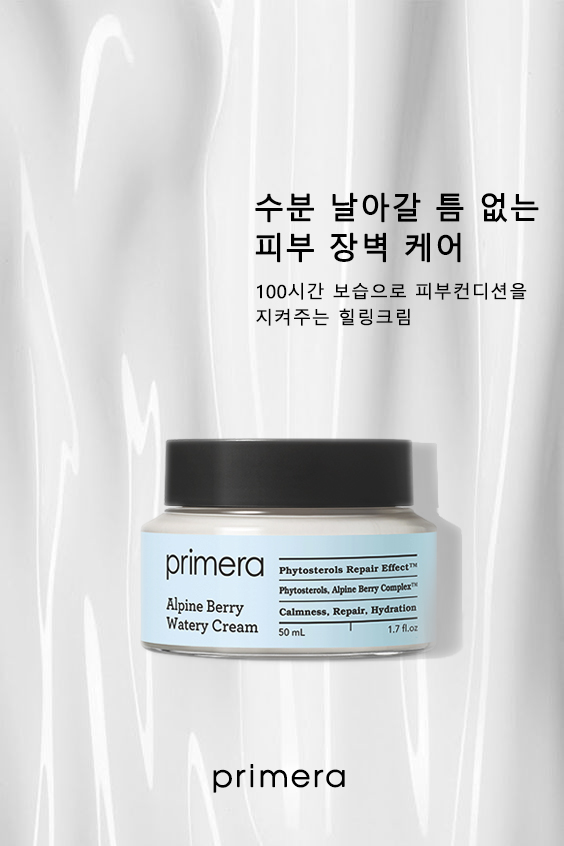 수분 날아갈 틈 없는
피부 장벽 케어
100시간 보습으로 피부컨디션을
지켜주는 힐링크림
primera
Alpine Berry
Watery Cream
Phytosterols Repair Effect™
Phytosterols, Alpine Berry Complex™
Calmness, Repair, Hydration
50 mL 1.7 fl.oz
primera